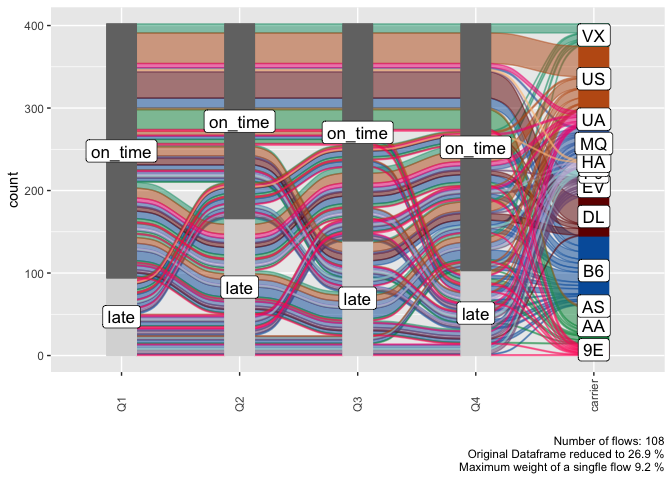 400
300
200
100
0
count
on_time
late
on_time
late
on_time
late
on_time
late
VX
US
UA
MQ
HA
EV
DL
B6
AS
AA
9E
Q1
Q2
Q3
Q4
carrier
Number of flows: 108
Original Dataframe reduced to 26.9 %
Maximum weight of a singfle flow 9.2 %